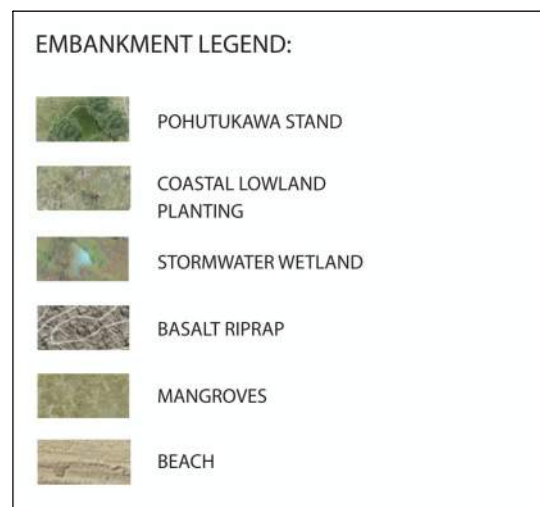 EMBANKMENT LEGEND:
POHUTUKAWA STAND
COASTAL LOWLAND
PLANTING
STORMWATER WETLAND
BASALT RIPRAP
MANGROVES
BEACH